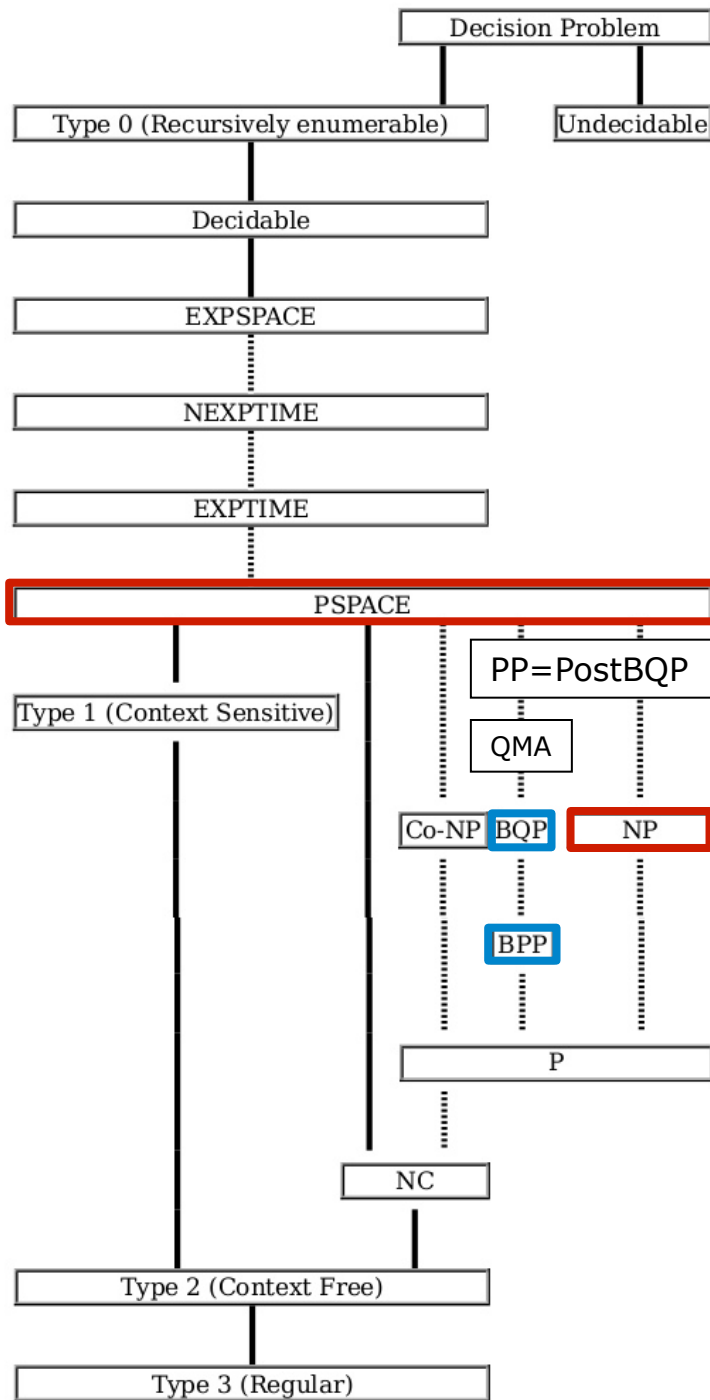 Decision Problem
Type 0 (Recursively enumerable)
Undecidable
Decidable
EXPSPACE
NEXPTIME
EXPTIME
PSPACE
PP=PostBQP
Type 1 (Context Sensitive)
QMA
Co-NP
BQP
NP
BPP
P
NC
Type 2 (Context Free)
Type 3 (Regular)